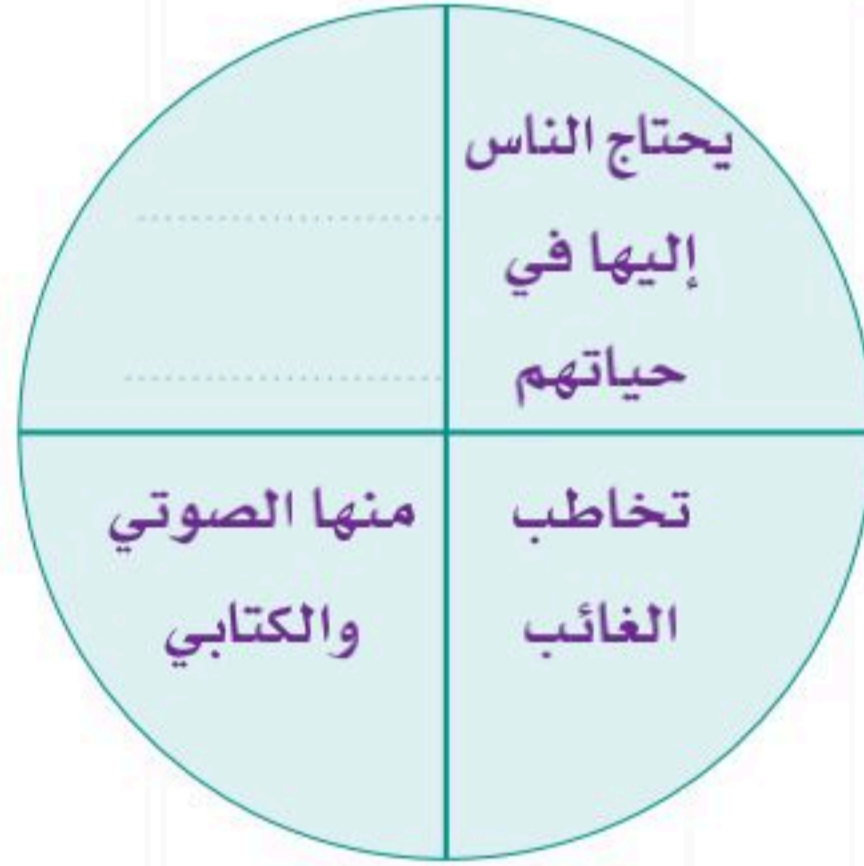 يحتاج الناس
إليها في
حياتهم
تخاطب
الغائب
منها الصوتي
والكتابي